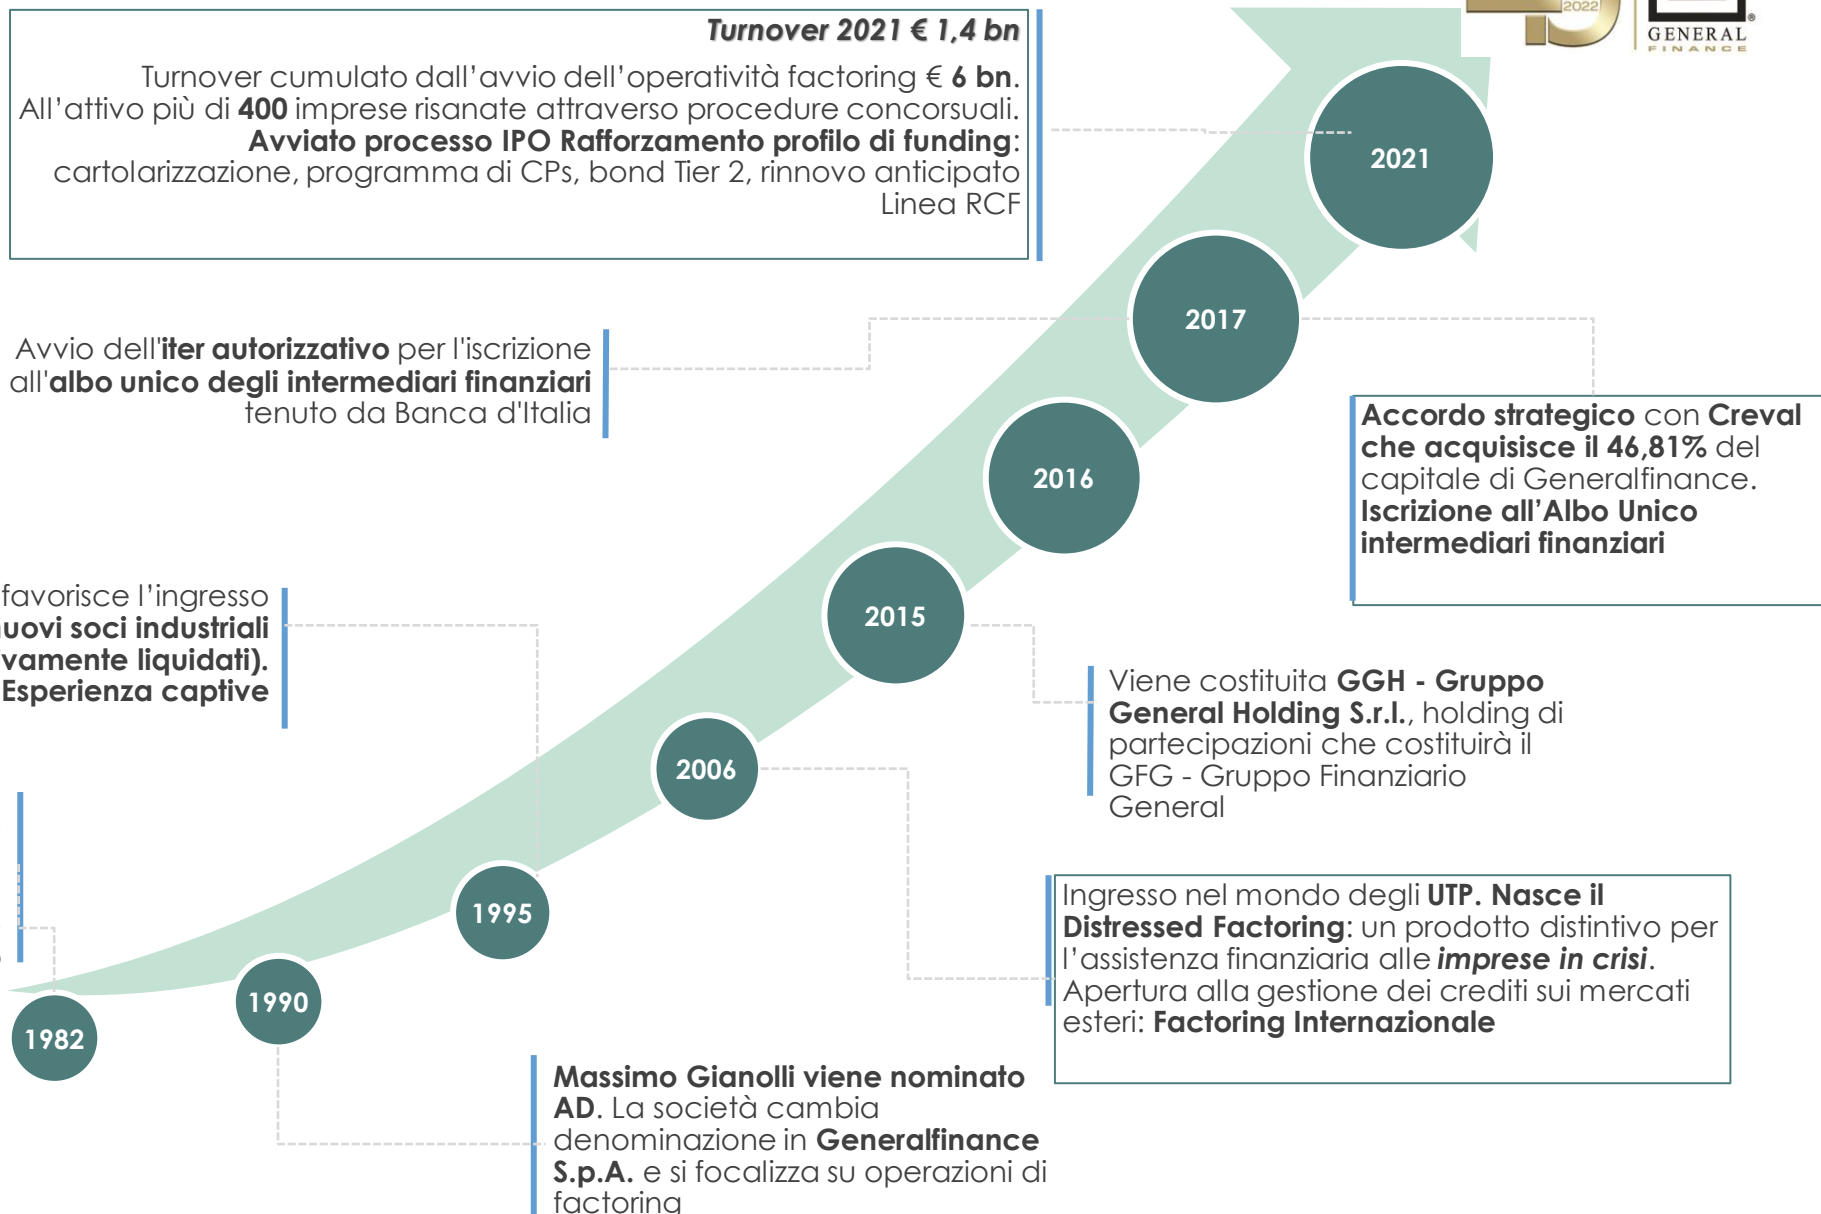 2022
GENERAL
FINANCE
Turnover 2021 € 1,4 bn
Turnover cumulato dall’avvio dell’operatività factoring € 6 bn.
All’attivo più di 400 imprese risanate attraverso procedure concorsuali.
Avviato processo IPO Rafforzamento profilo di funding:
cartolarizzazione, programma di CPs, bond Tier 2, rinnovo anticipato
Linea RCF
2021
2017
Avvio dell'iter autorizzativo per l'iscrizione
all'albo unico degli intermediari finanziari
tenuto da Banca d'Italia
Accordo strategico con Creval
che acquisisce il 46,81% del
capitale di Generalfinance.
Iscrizione all’Albo Unico
intermediari finanziari
2016
2015
favorisce l’ingresso
nuovi soci industriali
liquidati).
Esperienza captive
Viene costituita GGH - Gruppo
General Holding S.r.l., holding di
partecipazioni che costituirà il
GFG - Gruppo Finanziario
General
2006
Ingresso nel mondo degli UTP. Nasce il
Distressed Factoring: un prodotto distintivo per
l’assistenza finanziaria alle imprese in crisi.
Apertura alla gestione dei crediti sui mercati
esteri: Factoring Internazionale
1995
1990
1982
Massimo Gianolli viene nominato
AD. La società cambia
denominazione in Generalfinance
S.p.A. e si focalizza su operazioni di
factoring